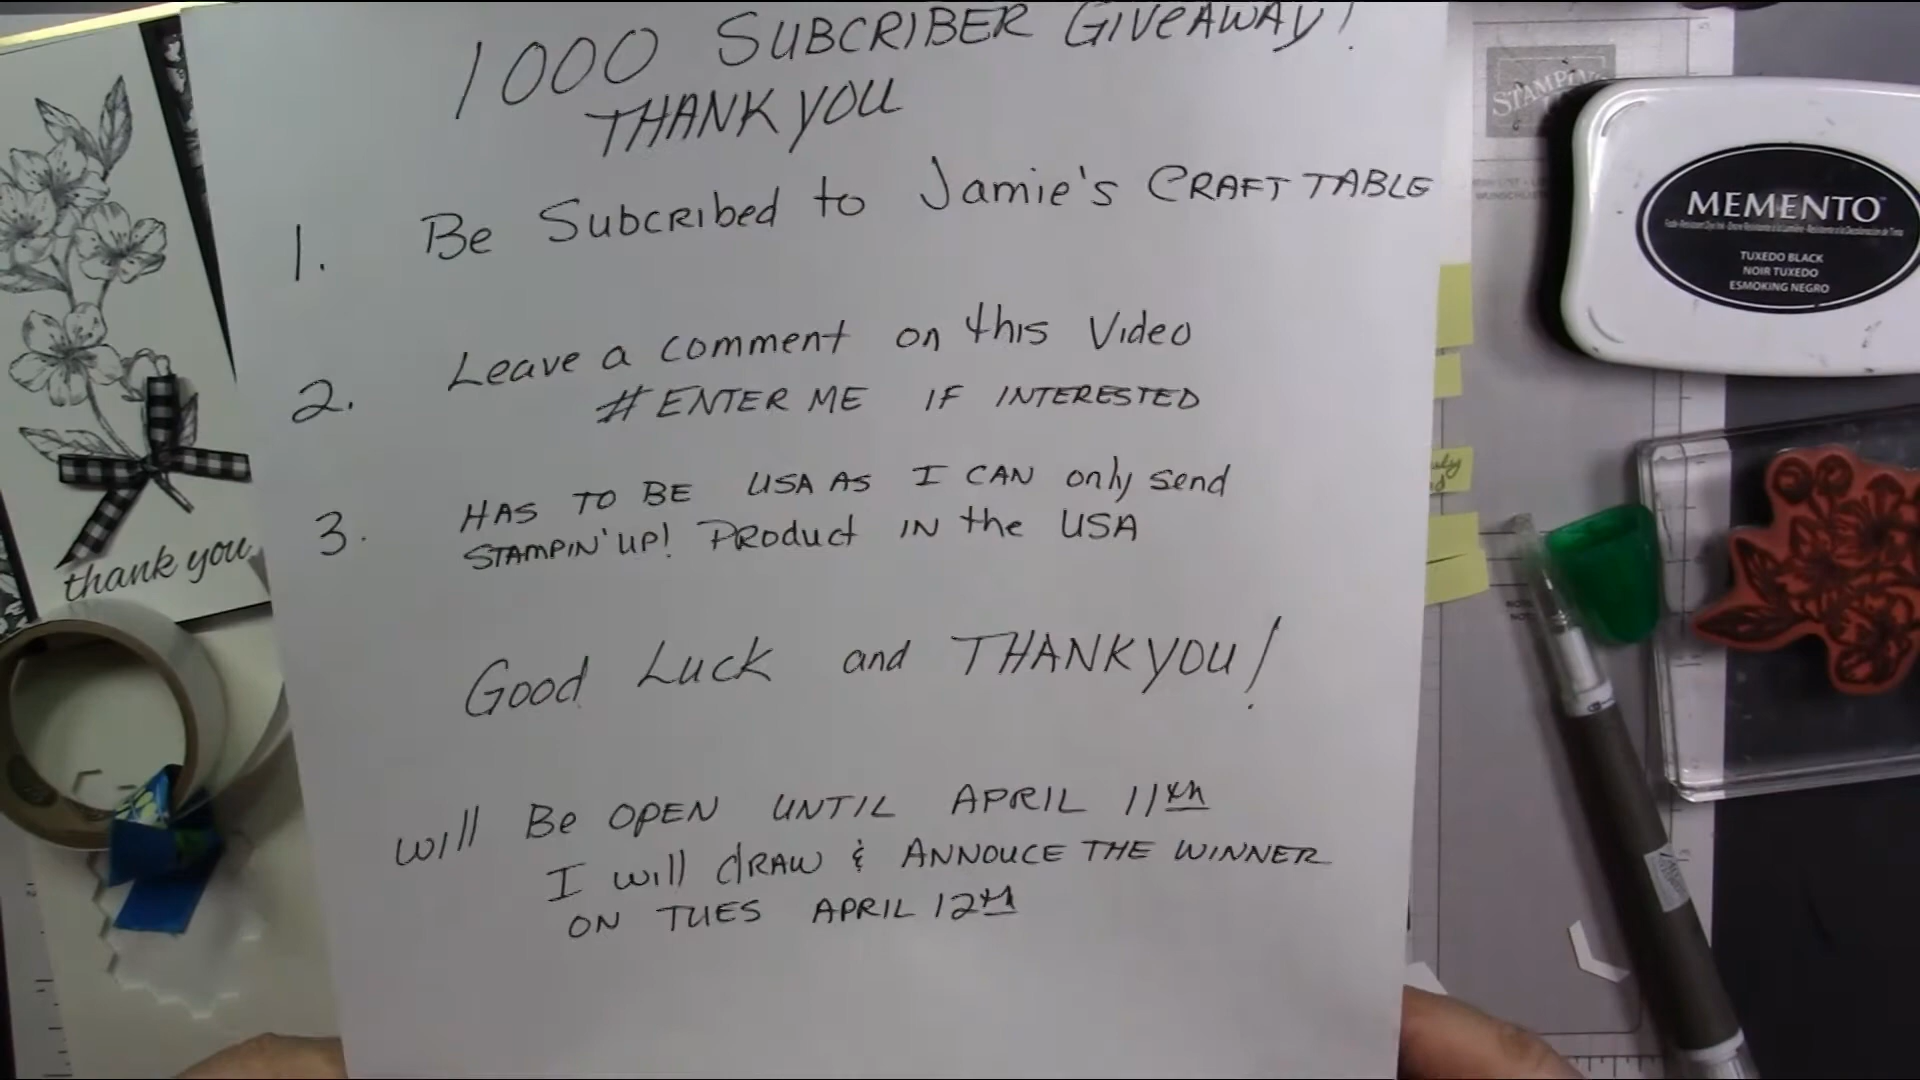 1000 SUBCRIBER GIVEAWAY!
THANK YOU
1. Be Subcribed to Jamie's CRAFT TABLE
2. Leave a comment on this Video
# ENTER ME IF INTERESTED
3. HAS TO BE USA AS I CAN only send
STAMPIN' UP! Product IN the USA
Good Luck and THANK YOU!
will Be OPEN UNTIL APRIL 11th
I will draw & ANNOUCE THE WINNER
ON TUES APRIL 12th
thank you
STAMPIN'
MEMENTO
TUXEDO BLACK
NOIR TUXEDO
ESMOKING NEGRO